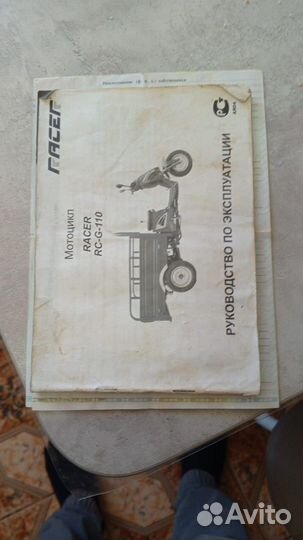 RACER
Мотоцикл
RACER
RC-G-110
РУКОВОДСТВО ПО ЭКСПЛУАТАЦИИ
Avito